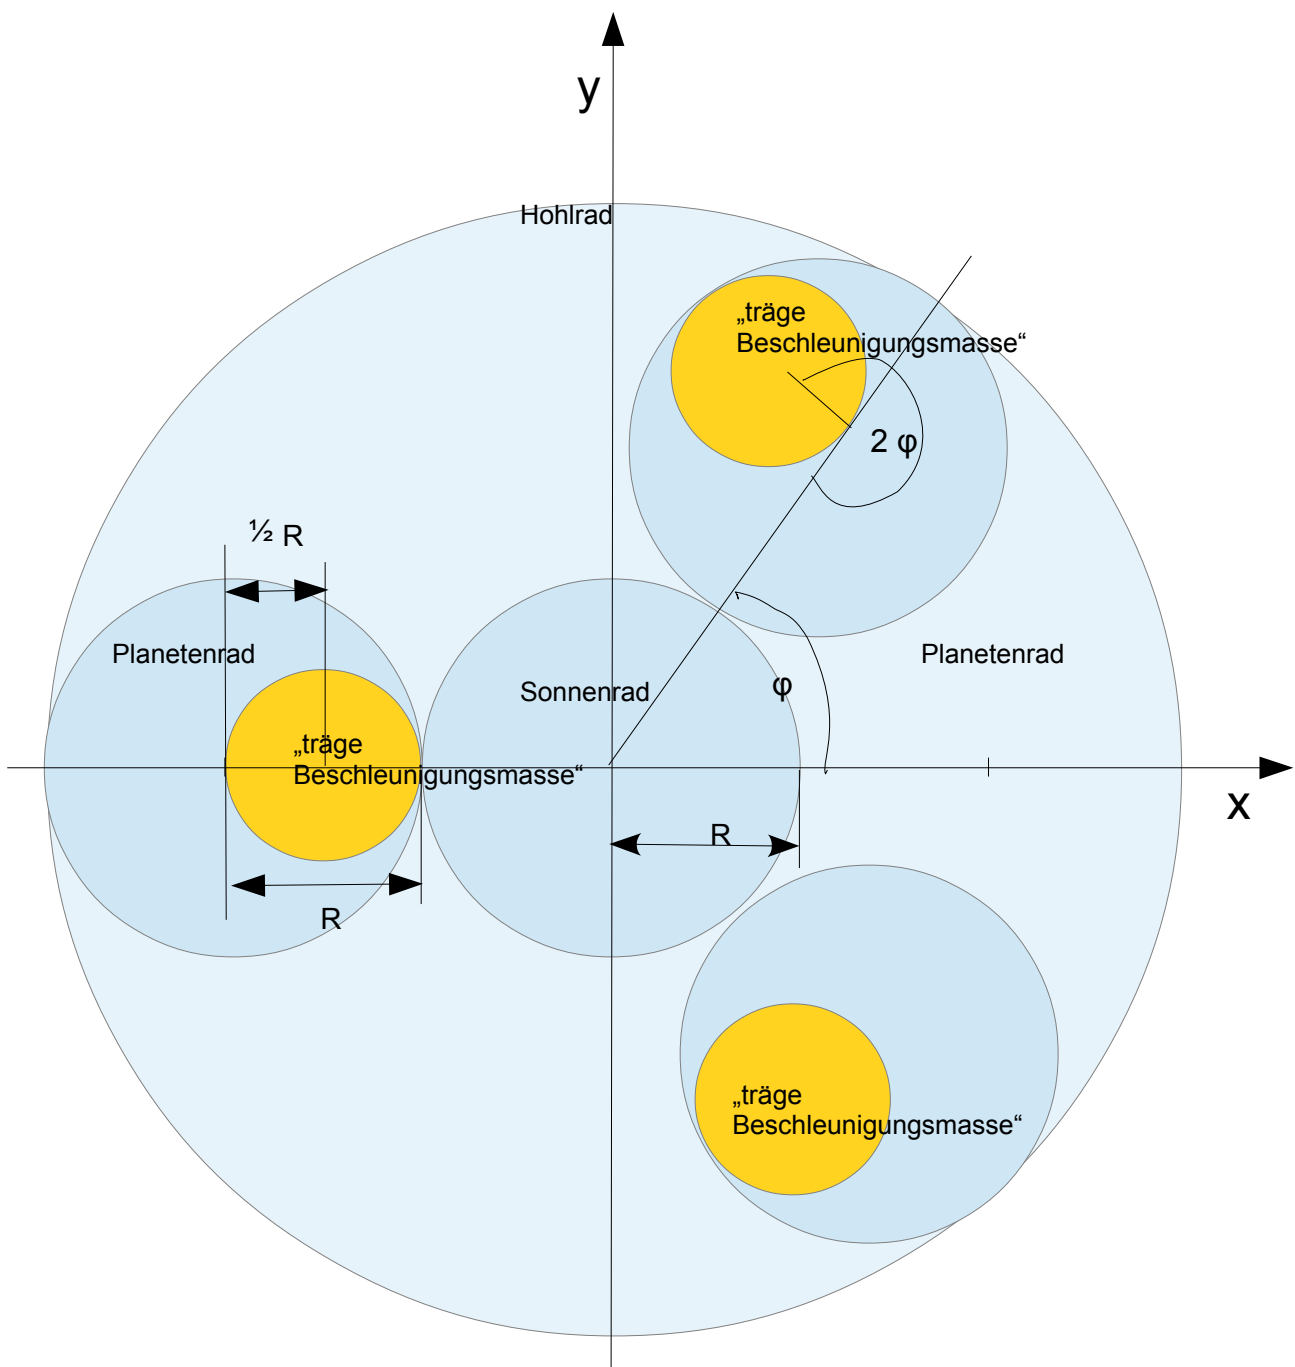 y
Hohlrad
„träge
Beschleunigungsmasse“
2 φ
½ R
Planetenrad
Planetenrad
Sonnenrad
φ
„träge
Beschleunigungsmasse“
x
R
R
„träge
Beschleunigungsmasse“